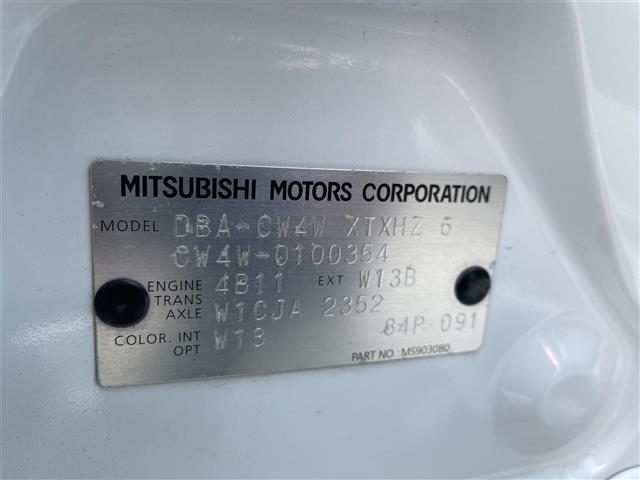 MITSUBISHI MOTORS CORPORATION
MODEL DBA-CW4W XTXHZ 6
CW4W-0100354
ENGINE 4B11 EXT W13B
TRANS AXLE W1CJA 2352
COLOR. INT OPT W13 84P 091
PART NO. MS903080